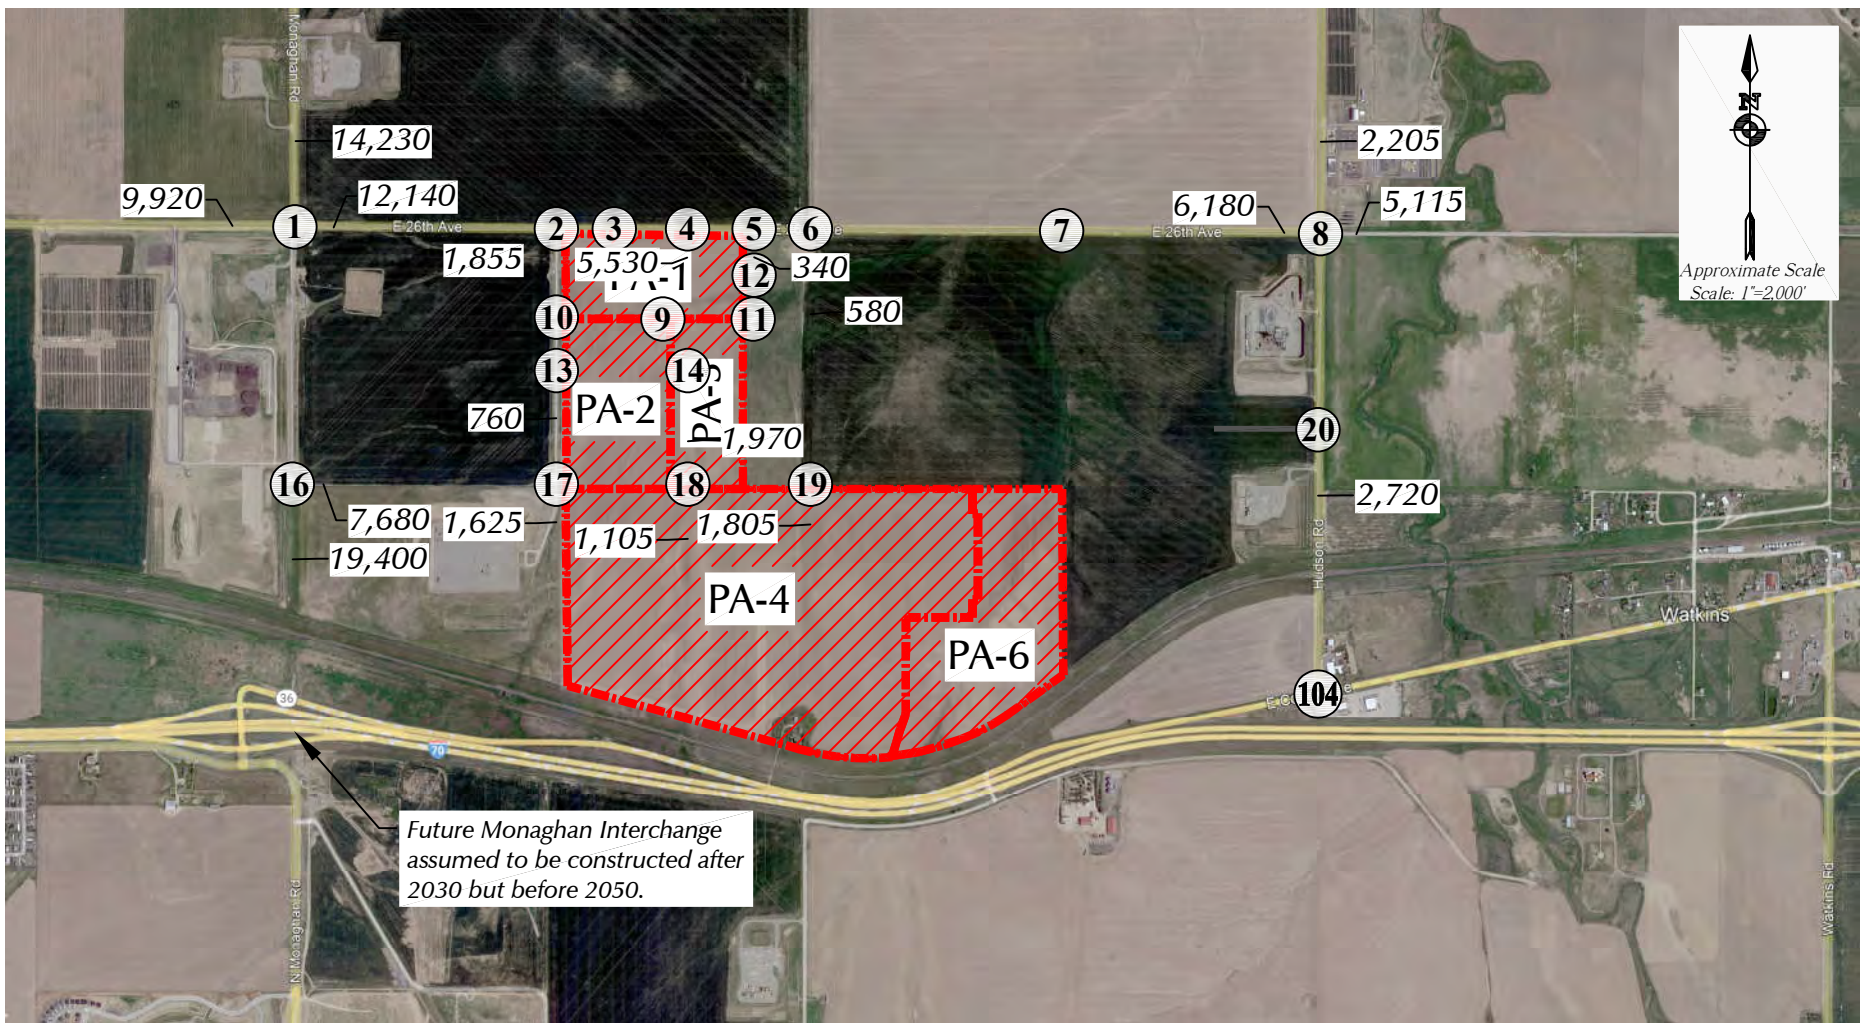 Monaghan Rd
14,230
2,205
N
9,920
12,140
6,180
5,115
1
E 26th Ave
2
3
4
5
6
7
E 26th Ave
8
1,855
5,530
PA-1
12
340
Approximate Scale
Scale: 1"=2,000'
10
9
11
580
13
14
PA-2
760
1,970
20
16
17
18
19
7,680
1,625
1,105
1,805
2,720
19,400
Hudson Rd
PA-4
PA-6
Watkins
36
104
70
Future Monaghan Interchange
assumed to be constructed after
2030 but before 2050.
N Monaghan Rd
Watkins Rd